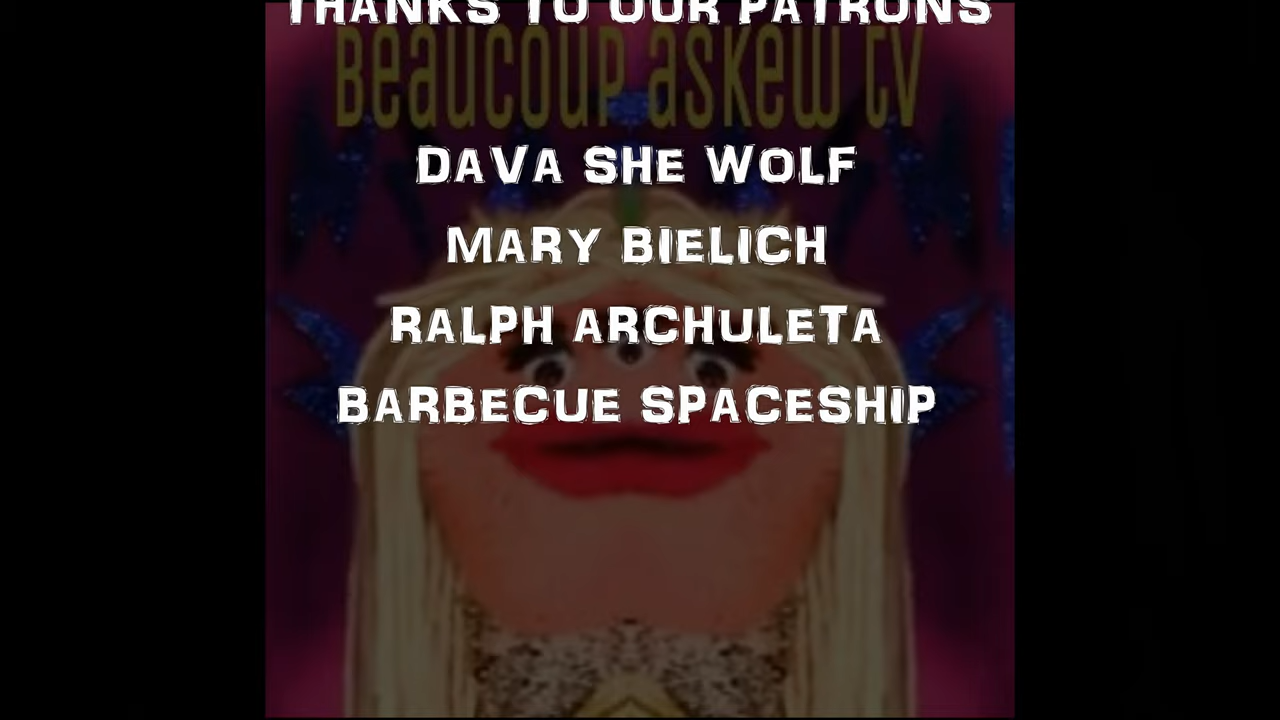 THANKS TO OUR PATRONS
Beaucoup Askew TV
DAVA SHE WOLF
MARY BIELICH
RALPH ARCHULETA
BARBECUE SPACESHIP